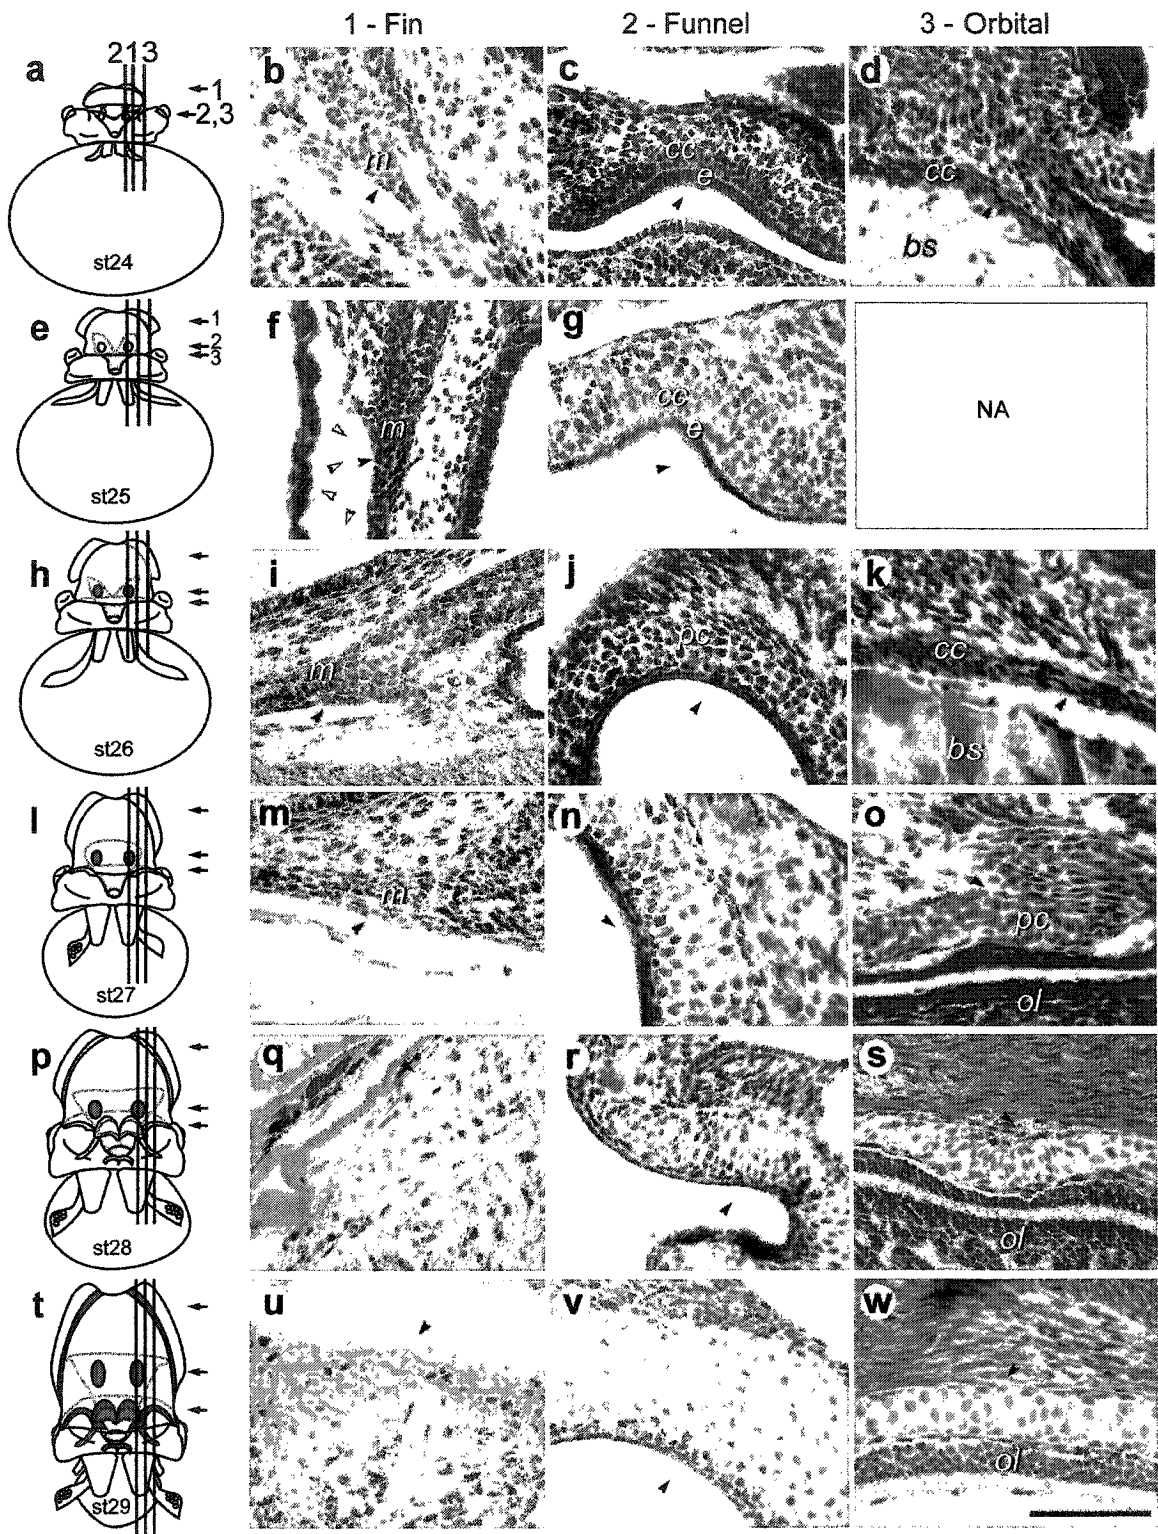 1 - Fin 2 - Funnel 3 - Orbital
a 213 1 2,3 st24
b m
c cc e
d cc bs
e 1 2 3 st25
f m
g cc e
NA
h st26
i m
j pc
k cc bs
l st27
m m
n
o pc ol
p st28
q
r
s ol
t st29
u
v
w ol